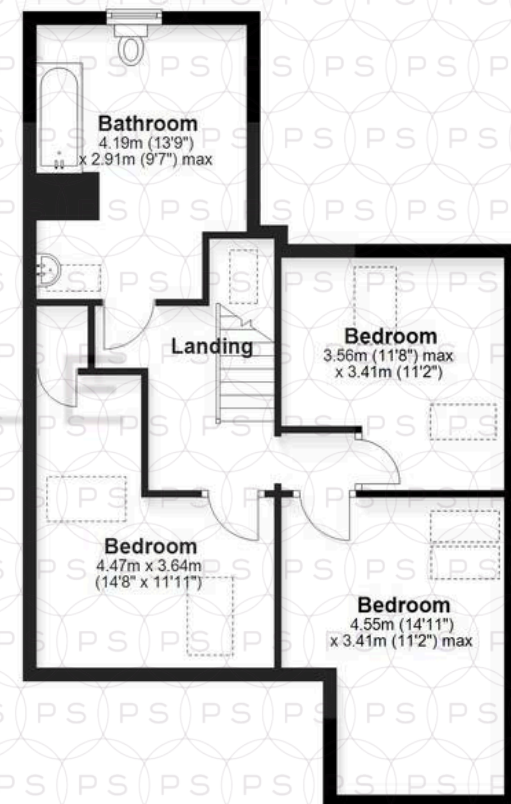 Bathroom
4.19m (13'9")
x 2.91m (9'7") max
Landing
Bedroom
3.56m (11'8") max
x 3.41m (11'2")
Bedroom
4.47m x 3.64m
(14'8" x 11'11")
Bedroom
4.55m (14'11")
x 3.41m (11'2") max